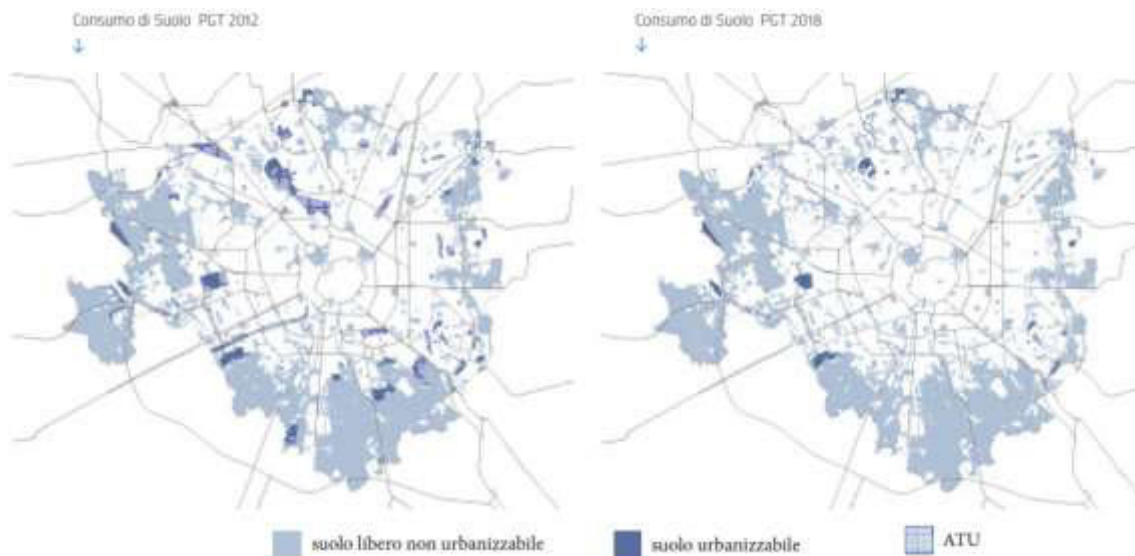 Consumo di Suolo PGT 2012
Consumo di Suolo PGT 2018
suolo libero non urbanizzabile
suolo urbanizzabile
ATU